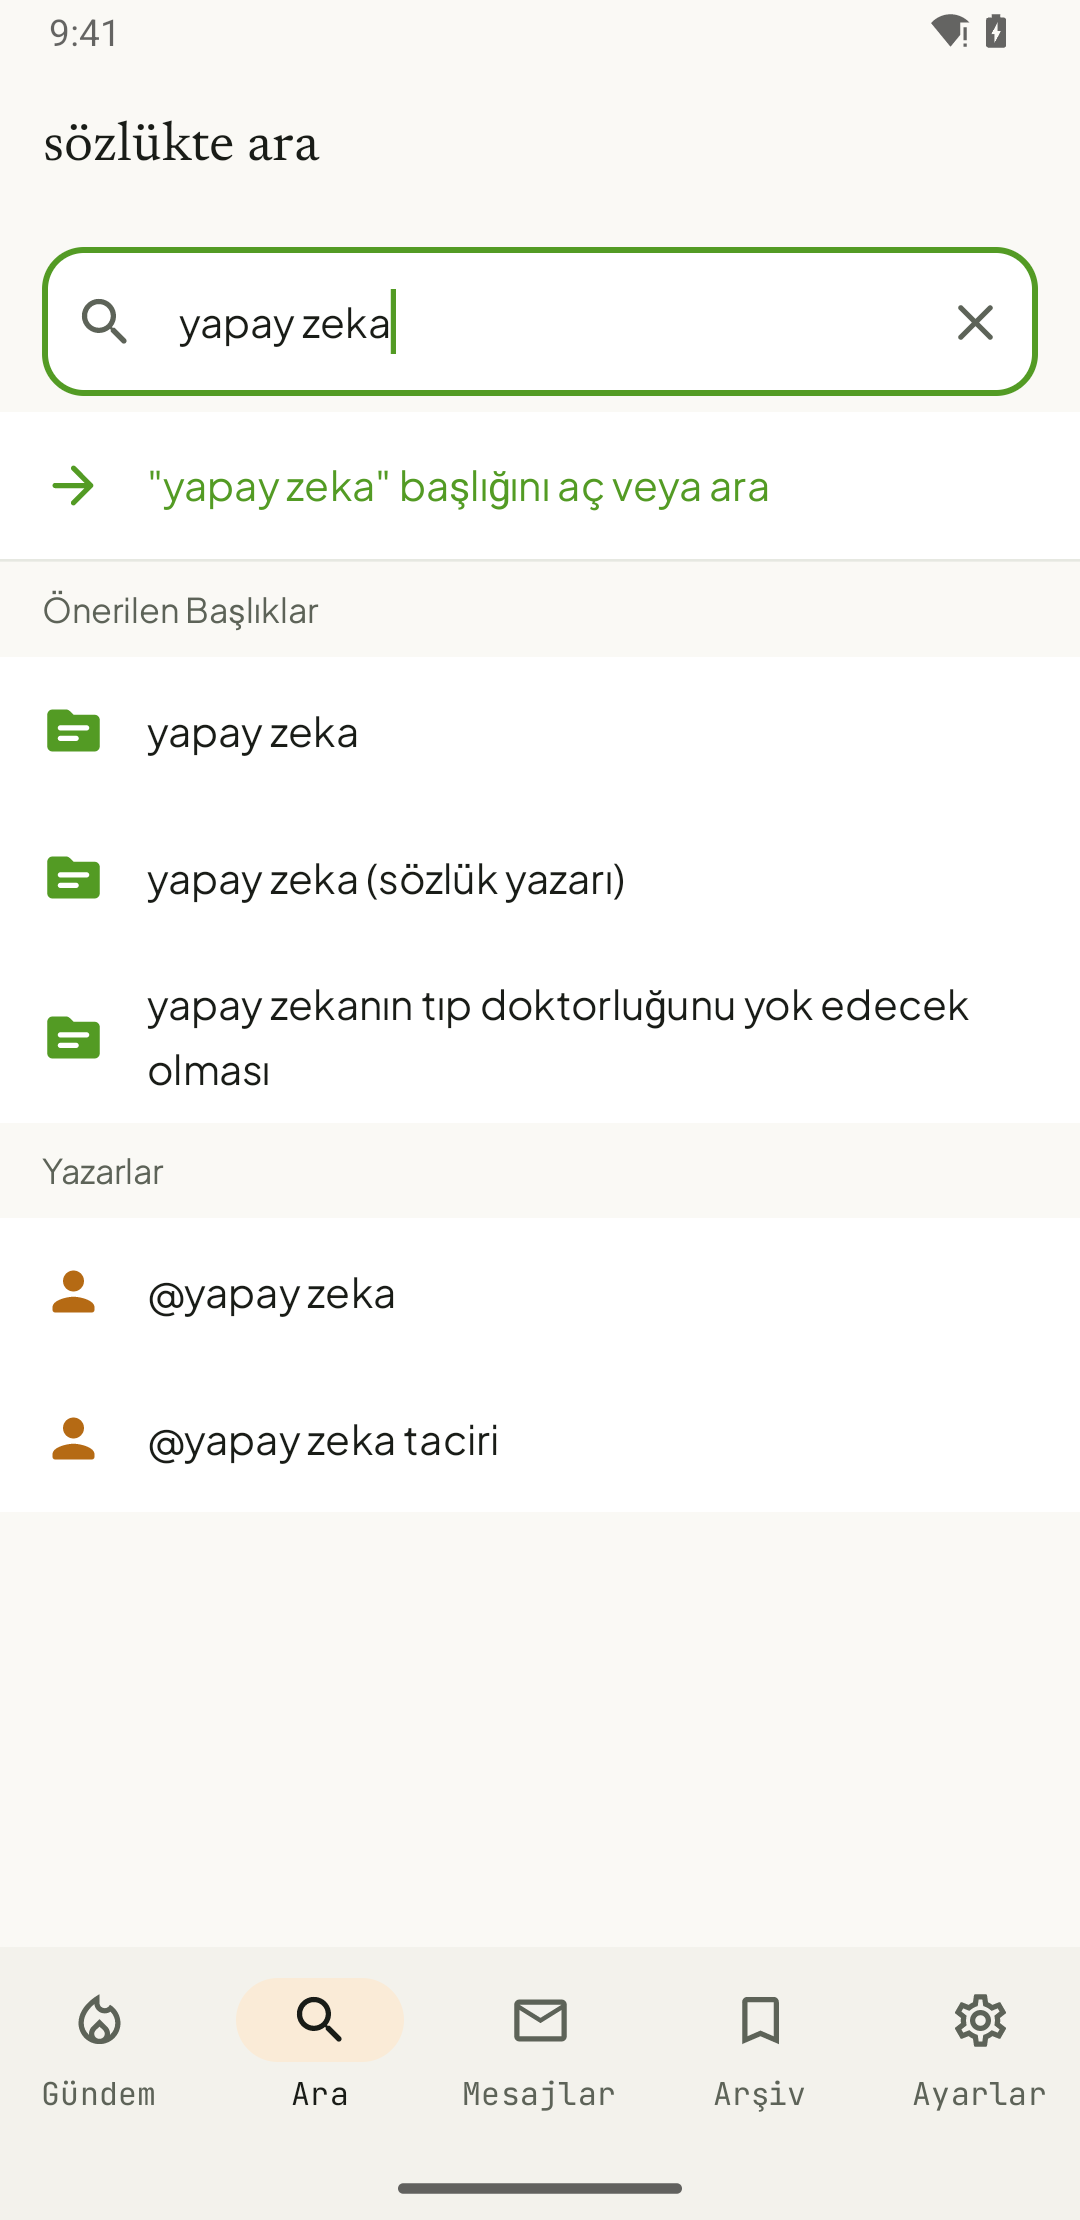 9:41
sözlükte ara
yapay zeka
"yapay zeka" başlığını aç veya ara
Önerilen Başlıklar
yapay zeka
yapay zeka (sözlük yazarı)
yapay zekanın tıp doktorluğunu yok edecek
olması
Yazarlar
@yapay zeka
@yapay zeka taciri
Gündem
Ara
Mesajlar
Arşiv
Ayarlar